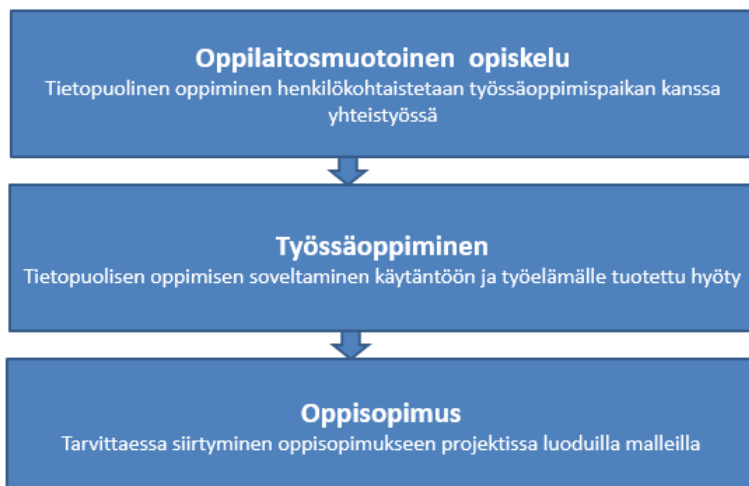 Oppilaitosmuotoinen opiskelu
Tietopuolinen oppiminen henkilökohtaistetaan työssäoppimispaikan kanssa
yhteistyössä
Työssäoppiminen
Tietopuolisen oppimisen soveltaminen käytäntöön ja työelämälle tuotettu hyöty
Oppisopimus
Tarvittaessa siirtyminen oppisopimukseen projektissa luoduilla malleilla